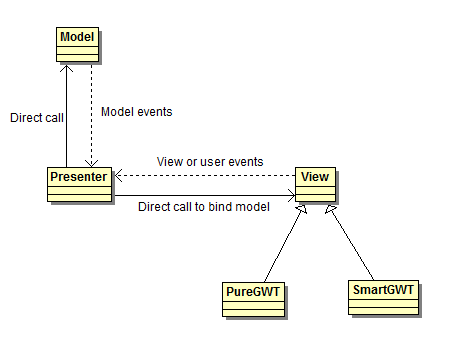 Model
Direct call
Model events
View or user events
Presenter
View
Direct call to bind model
PureGWT
SmartGWT